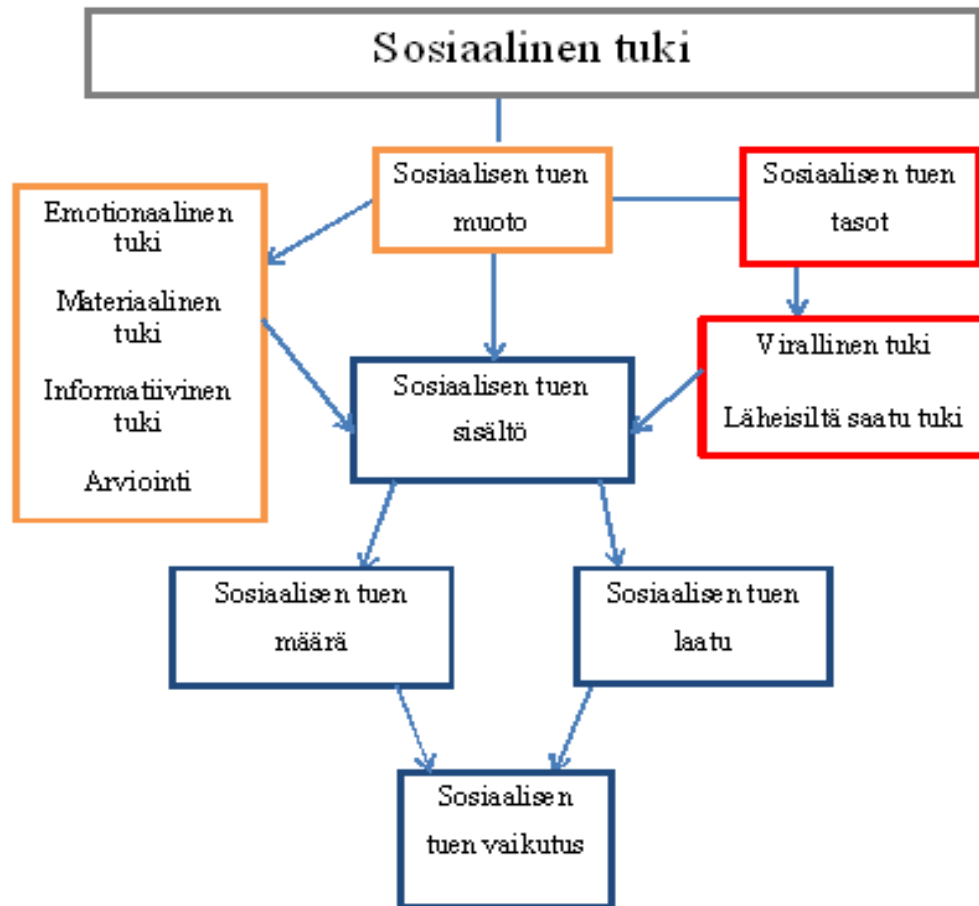 Sosiaalinen tuki
Sosiaalisen tuen
muoto
Sosiaalisen tuen
tasot
Emotionaalinen
tuki
Materiaalinen
tuki
Informatiivinen
tuki
Arviointi
Virallinen tuki
Läheisiltä saatu tuki
Sosiaalisen tuen
sisältö
Sosiaalisen tuen
määrä
Sosiaalisen tuen
laatu
Sosiaalisen
tuen vaikutus